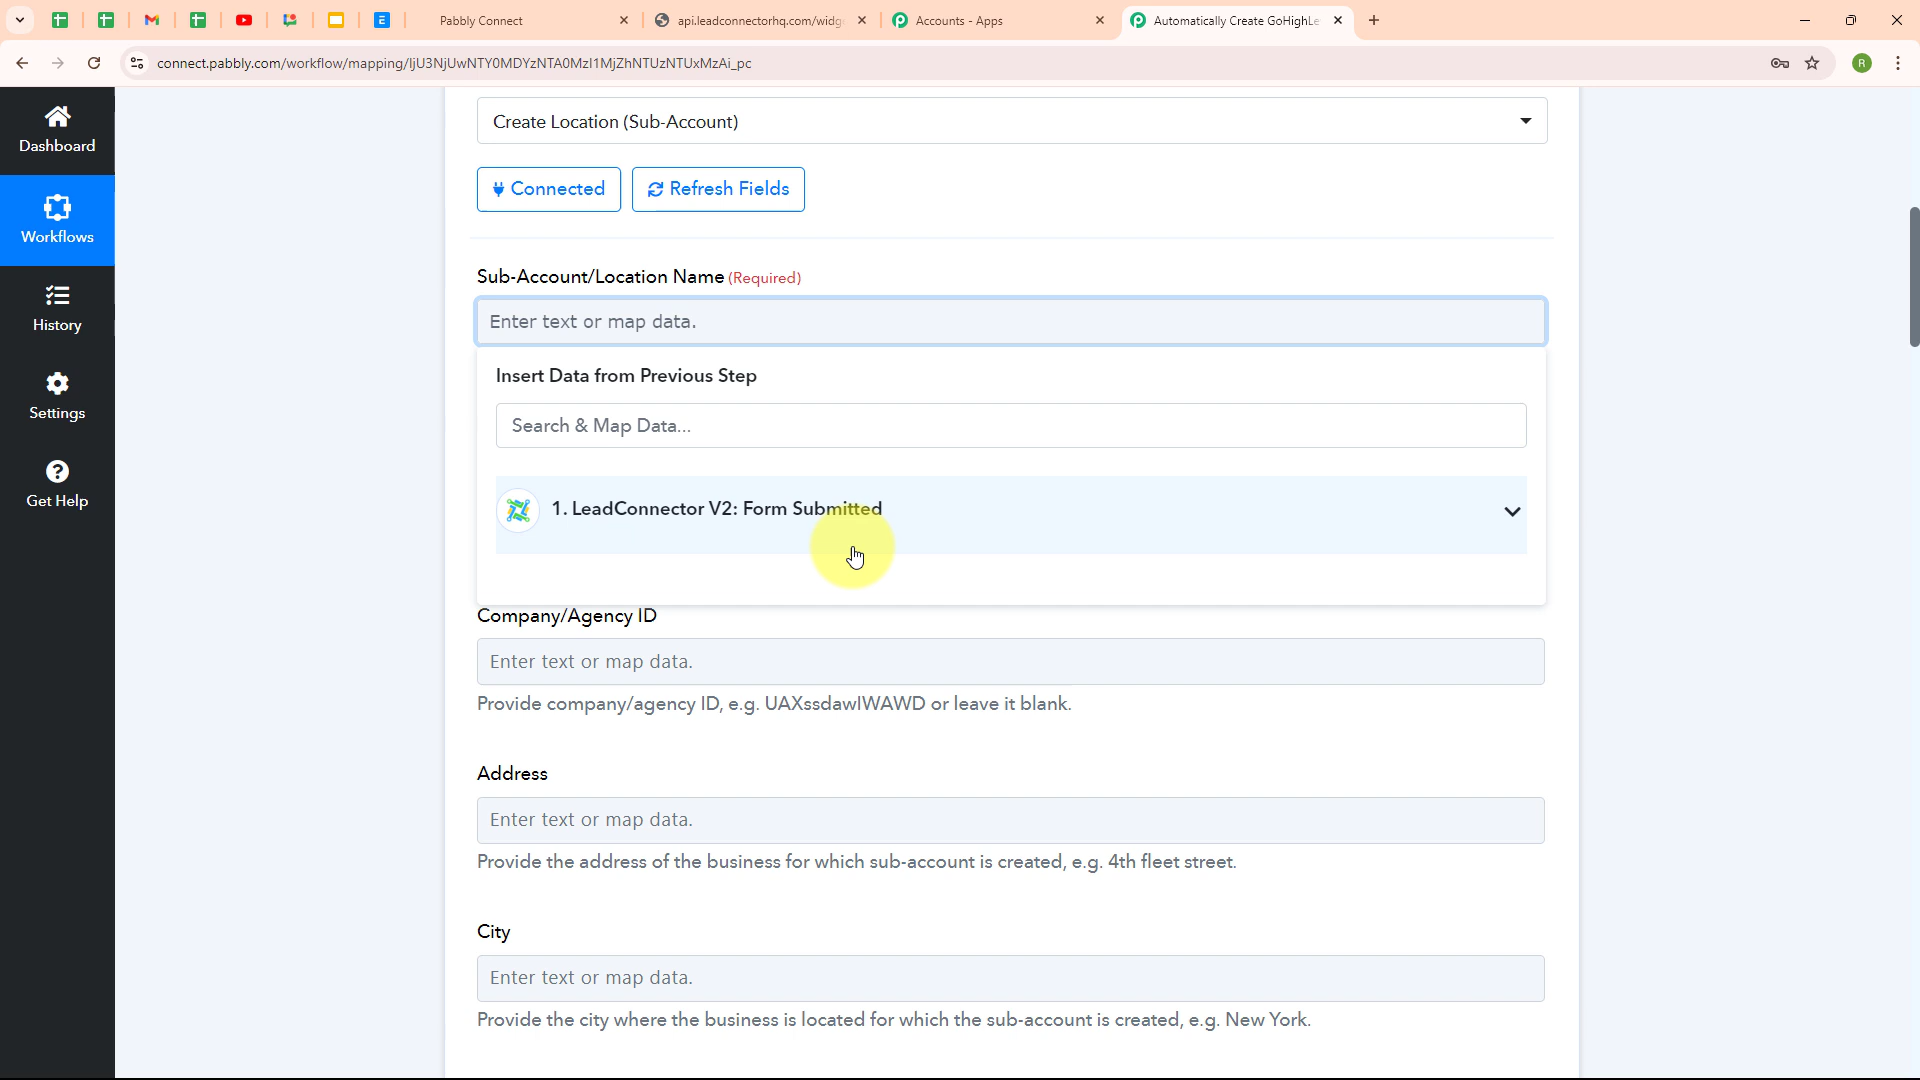 Pabbly Connect
api.leadconnectorhq.com/widg
Accounts - Apps
Automatically Create GoHighLe
connect.pabbly.com/workflow/mapping/IjU3NjUwNTY0MDYzNTA0MzI1MjZhNTUzNTUxMzAi_pc
R
Dashboard
Workflows
History
Settings
Get Help
Create Location (Sub-Account)
Connected
Refresh Fields
Sub-Account/Location Name (Required)
Enter text or map data.
Insert Data from Previous Step
Search & Map Data...
1. LeadConnector V2: Form Submitted
Company/Agency ID
Enter text or map data.
Provide company/agency ID, e.g. UAXssdawIWAWD or leave it blank.
Address
Enter text or map data.
Provide the address of the business for which sub-account is created, e.g. 4th fleet street.
City
Enter text or map data.
Provide the city where the business is located for which the sub-account is created, e.g. New York.